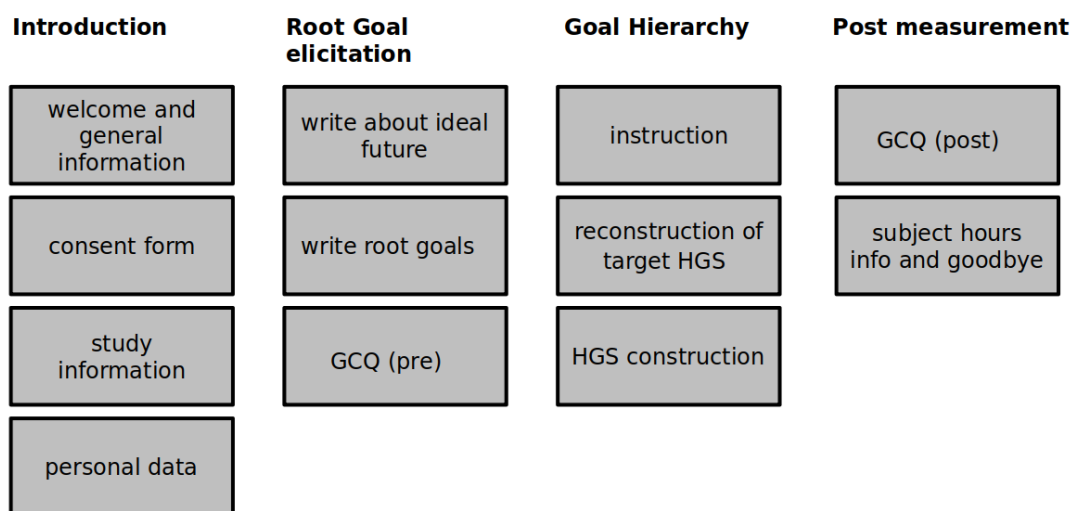 Introduction
welcome and
general
information
consent form
study
information
personal data
Root Goal
elicitation
write about ideal
future
write root goals
GCQ (pre)
Goal Hierarchy
instruction
reconstruction of
target HGS
HGS construction
Post measurement
GCQ (post)
subject hours
info and goodbye